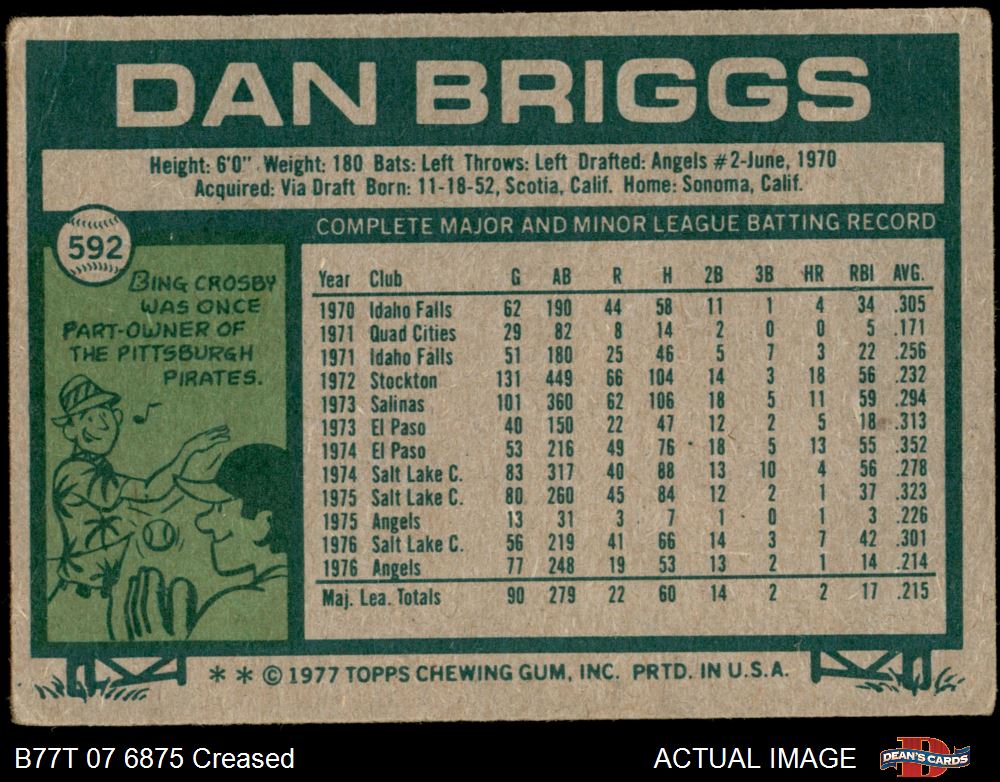 DAN BRIGGS
Height: 6'0" Weight: 180 Bats: Left Throws: Left Drafted: Angels #2-June, 1970
Acquired: Via Draft Born: 11-18-52, Scotia, Calif. Home: Sonoma, Calif.
592
BING CROSBY
WAS ONCE
PART-OWNER OF
THE PITTSBURGH
PIRATES.
COMPLETE MAJOR AND MINOR LEAGUE BATTING RECORD
Year Club G AB R H 2B 3B HR RBI AVG.
1970 Idaho Falls 62 190 44 58 11 1 4 34 .305
1971 Quad Cities 29 82 8 14 2 0 0 5 .171
1971 Idaho Falls 51 180 25 46 5 7 3 22 .256
1972 Stockton 131 449 66 104 14 3 18 56 .232
1973 Salinas 101 360 62 106 18 5 11 59 .294
1973 El Paso 40 150 22 47 12 2 5 18 .313
1974 El Paso 53 216 49 76 18 5 13 55 .352
1974 Salt Lake C. 83 317 40 88 13 10 4 56 .278
1975 Salt Lake C. 80 260 45 84 12 2 1 37 .323
1975 Angels 13 31 3 7 1 0 1 3 .226
1976 Salt Lake C. 56 219 41 66 14 3 7 42 .301
1976 Angels 77 248 19 53 13 2 1 14 .214
Maj. Lea. Totals 90 279 22 60 14 2 2 17 .215
* * © 1977 TOPPS CHEWING GUM, INC. PRTD. IN U.S.A.
B77T 07 6875 Creased
ACTUAL IMAGE
D
DEAN'S CARDS